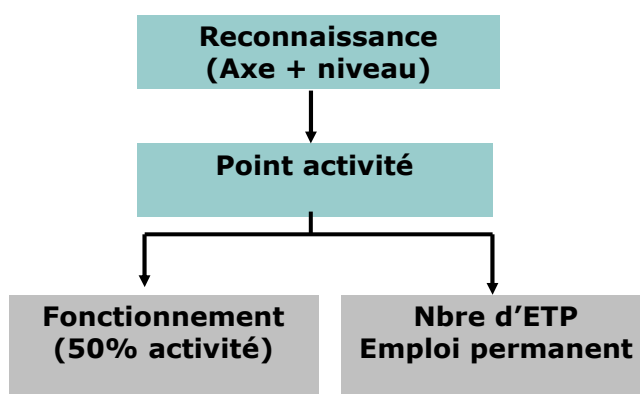 Reconnaissance
(Axe + niveau)
Point activité
Fonctionnement
(50% activité)
Nbre d’ETP
Emploi permanent